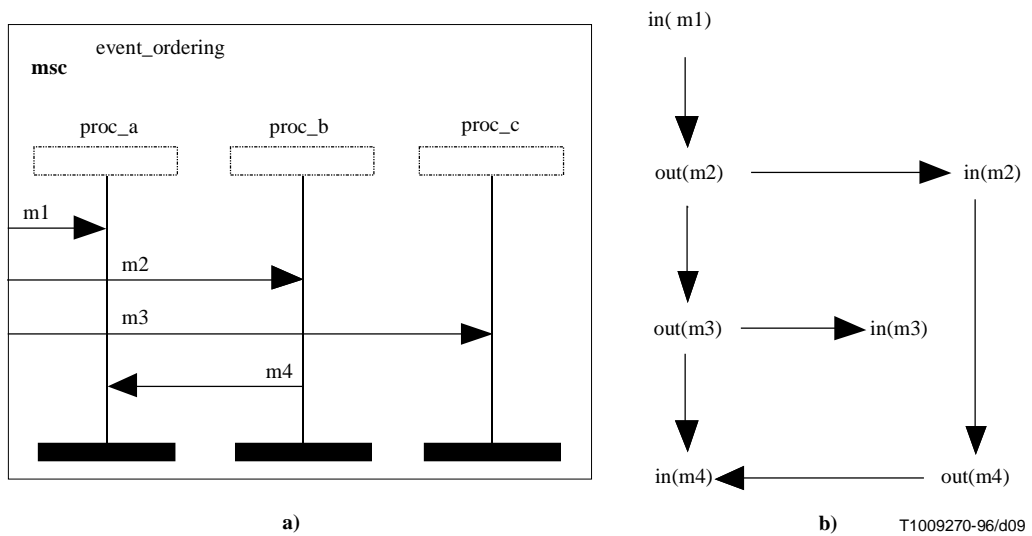 event_ordering
msc
proc_a
proc_b
proc_c
m1
m2
m3
m4
a)
in( m1)
out(m2)
in(m2)
out(m3)
in(m3)
in(m4)
out(m4)
b)
T1009270-96/d09